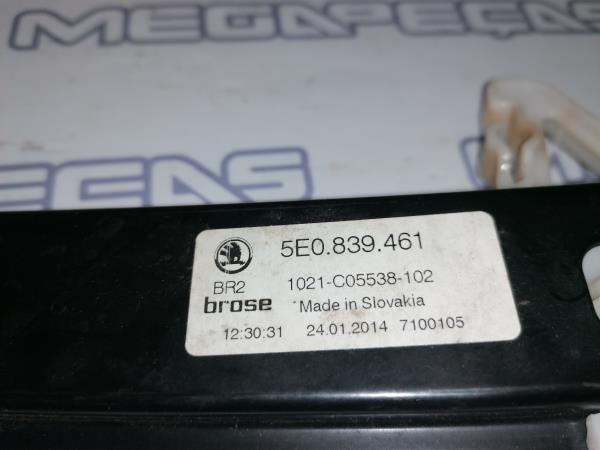 MEGAPEÇAS
PEÇAS
5E0.839.461
BR2 1021-C05538-102
brose Made in Slovakia
12:30:31 24.01.2014 7100105